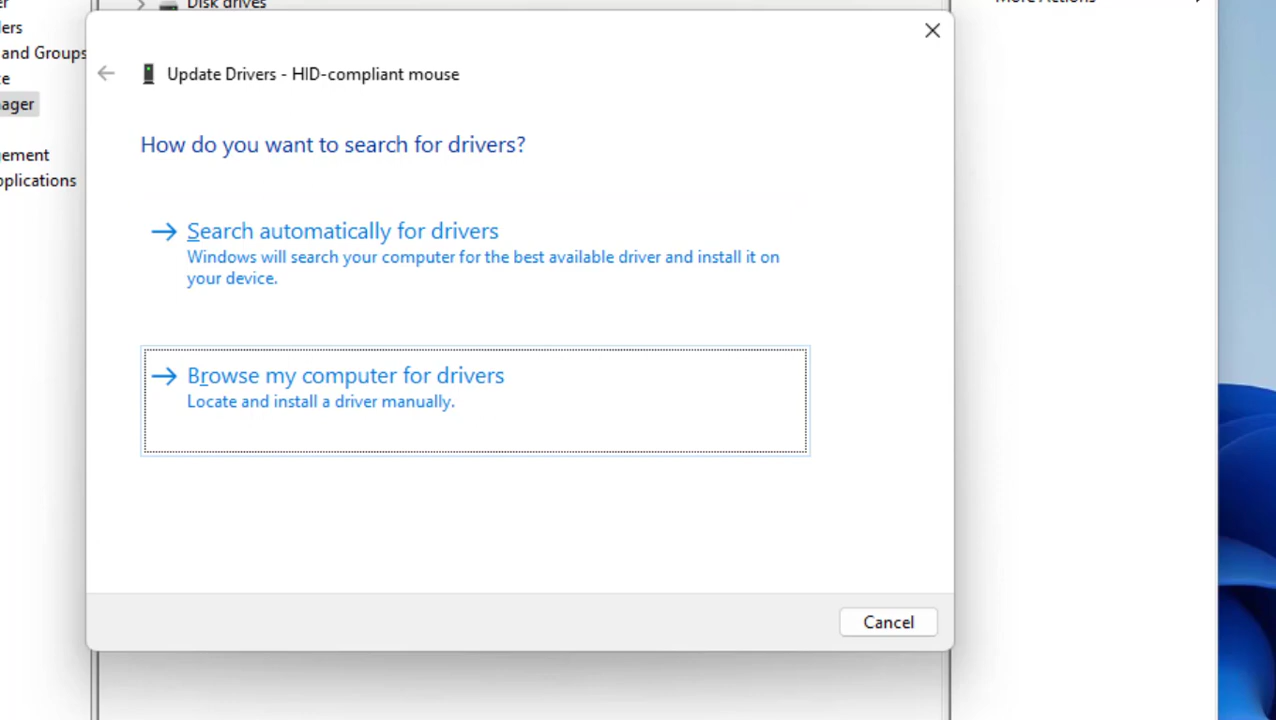 Disk drives
More Actions
ers
and Groups
ager
ement
pplications
Update Drivers - HID-compliant mouse
How do you want to search for drivers?
Search automatically for drivers
Windows will search your computer for the best available driver and install it on
your device.
Browse my computer for drivers
Locate and install a driver manually.
Cancel